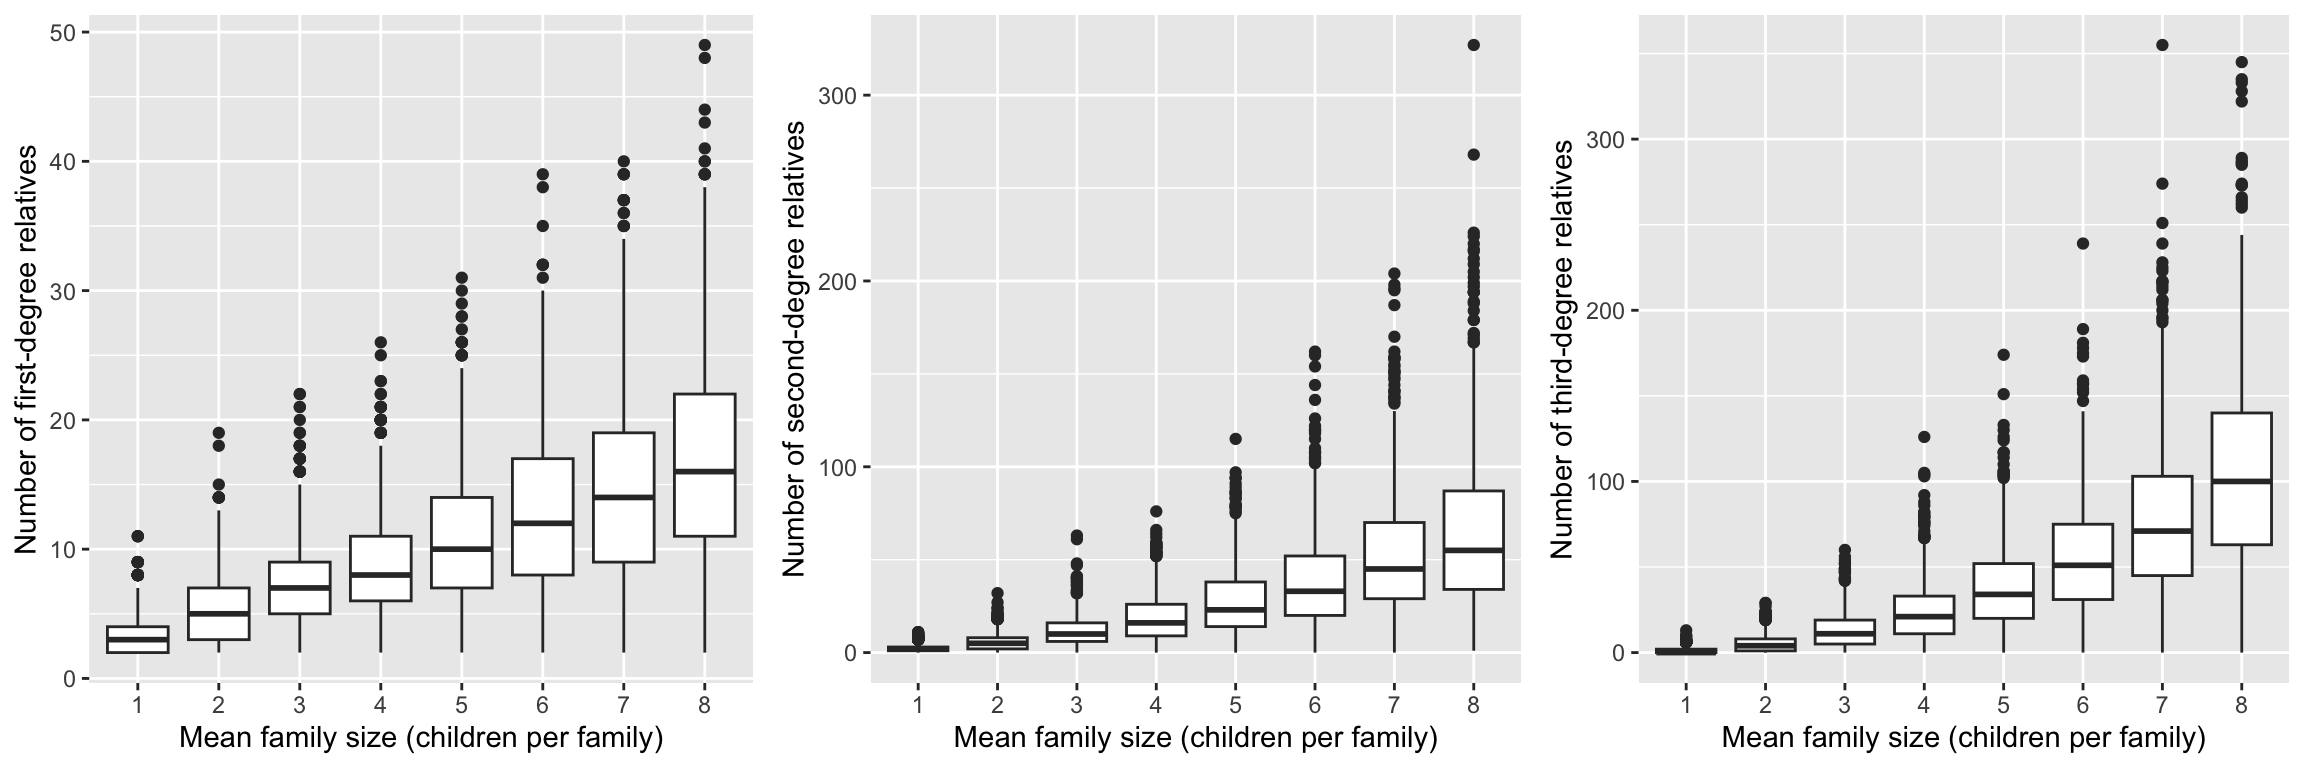 Number of first-degree relatives
50
40
30
20
10
0
1 2 3 4 5 6 7 8
Mean family size (children per family)
Number of second-degree relatives
300
200
100
0
1 2 3 4 5 6 7 8
Mean family size (children per family)
Number of third-degree relatives
300
200
100
0
1 2 3 4 5 6 7 8
Mean family size (children per family)